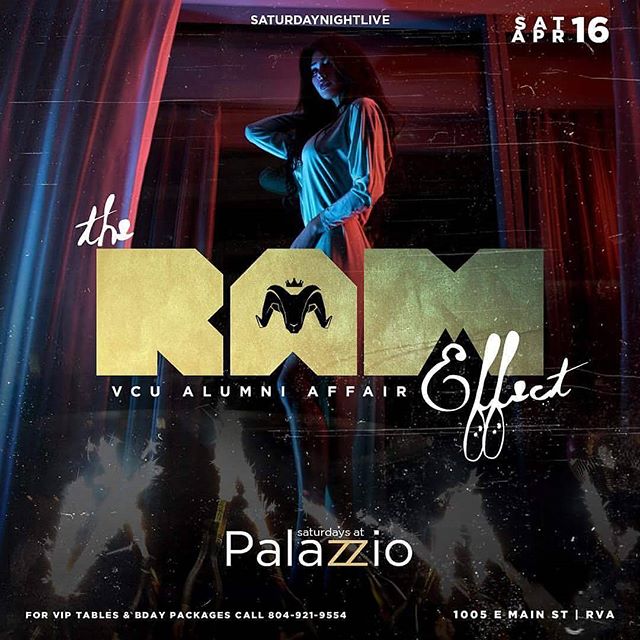 SATURDAYNIGHTLIVE
SAT
APR 16
the
RAM
VCU ALUMNI AFFAIR
Effect
saturdays at
Palazzio
FOR VIP TABLES & BDAY PACKAGES CALL 804-921-9554
1005 E MAIN ST | RVA